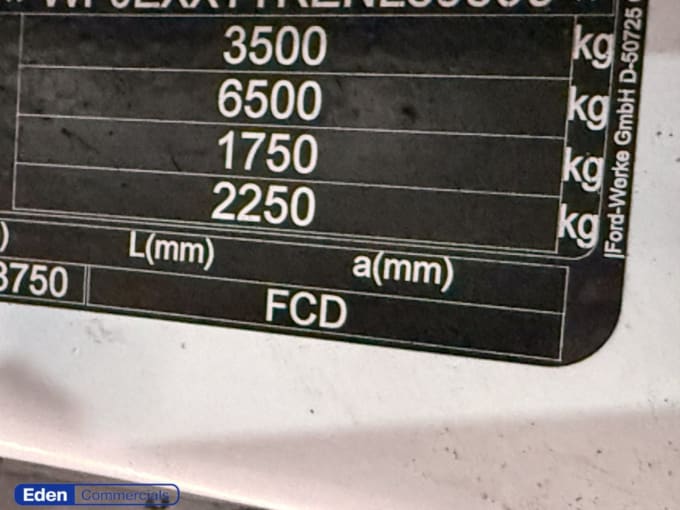 3500 kg
6500 kg
1750 kg
2250 kg
L(mm) a(mm)
3750 FCD
Ford-Werke GmbH D-50725
Eden Commercials